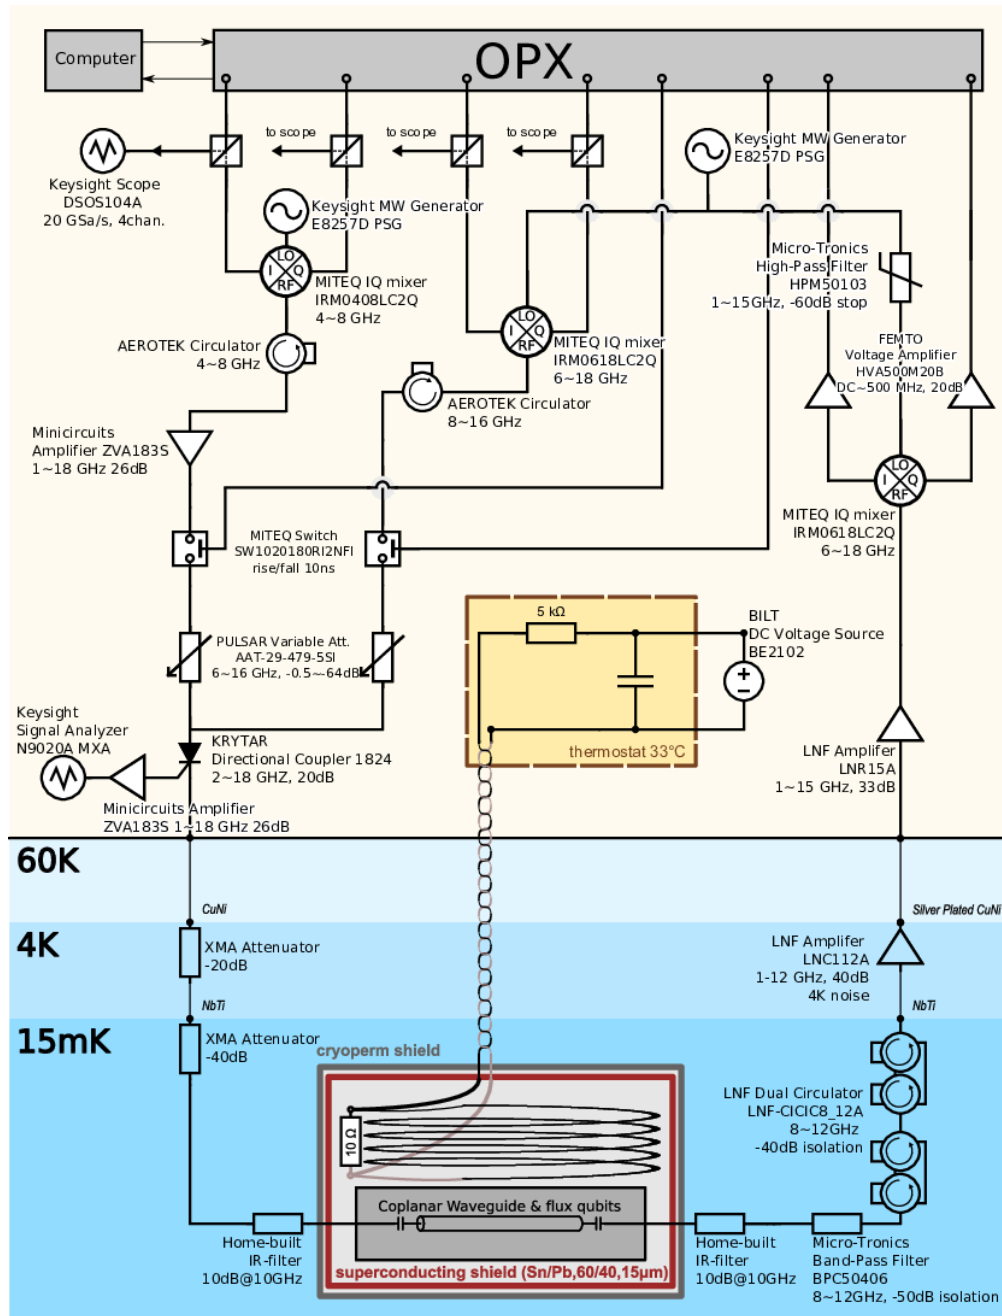 Computer
OPX
to scope
to scope
to scope
Keysight MW Generator
E8257D PSG
Keysight Scope
DSOS104A
20 GSa/s, 4chan.
Keysight MW Generator
E8257D PSG
LO
I
Q
RF
MITEQ IQ mixer
IRM0408LC2Q
4~8 GHz
Micro-Tronics
High-Pass Filter
HPM50103
1~15GHz, -60dB stop
AEROTEK Circulator
4~8 GHz
LO
I
Q
RF
MITEQ IQ mixer
IRM0618LC2Q
6~18 GHz
FEMTO
Voltage Amplifier
HVA500M20B
DC~500 MHz, 20dB
AEROTEK Circulator
8~16 GHz
Minicircuits
Amplifier ZVA183S
1~18 GHz 26dB
LO
I
Q
RF
MITEQ IQ mixer
IRM0618LC2Q
6~18 GHz
MITEQ Switch
SW1020180RI2NFI
rise/fall 10ns
5 kΩ
BILT
DC Voltage Source
BE2102
thermostat 33°C
PULSAR Variable Att.
AAT-29-479-5SI
6~16 GHz, -0.5~-64dB
Keysight
Signal Analyzer
N9020A MXA
KRYTAR
Directional Coupler 1824
2~18 GHZ, 20dB
Minicircuits Amplifier
ZVA183S 1~18 GHz 26dB
LNF Amplifer
LNR15A
1~15 GHz, 33dB
60K
CuNi
Silver Plated CuNi
4K
XMA Attenuator
-20dB
LNF Amplifer
LNC112A
1-12 GHz, 40dB
4K noise
NbTi
NbTi
15mK
XMA Attenuator
-40dB
cryoperm shield
10 Ω
LNF Dual Circulator
LNF-CICIC8_12A
8~12GHz
-40dB isolation
Coplanar Waveguide & flux qubits
superconducting shield (Sn/Pb,60/40,15μm)
Home-built
IR-filter
10dB@10GHz
Home-built
IR-filter
10dB@10GHz
Micro-Tronics
Band-Pass Filter
BPC50406
8~12GHz, -50dB isolation